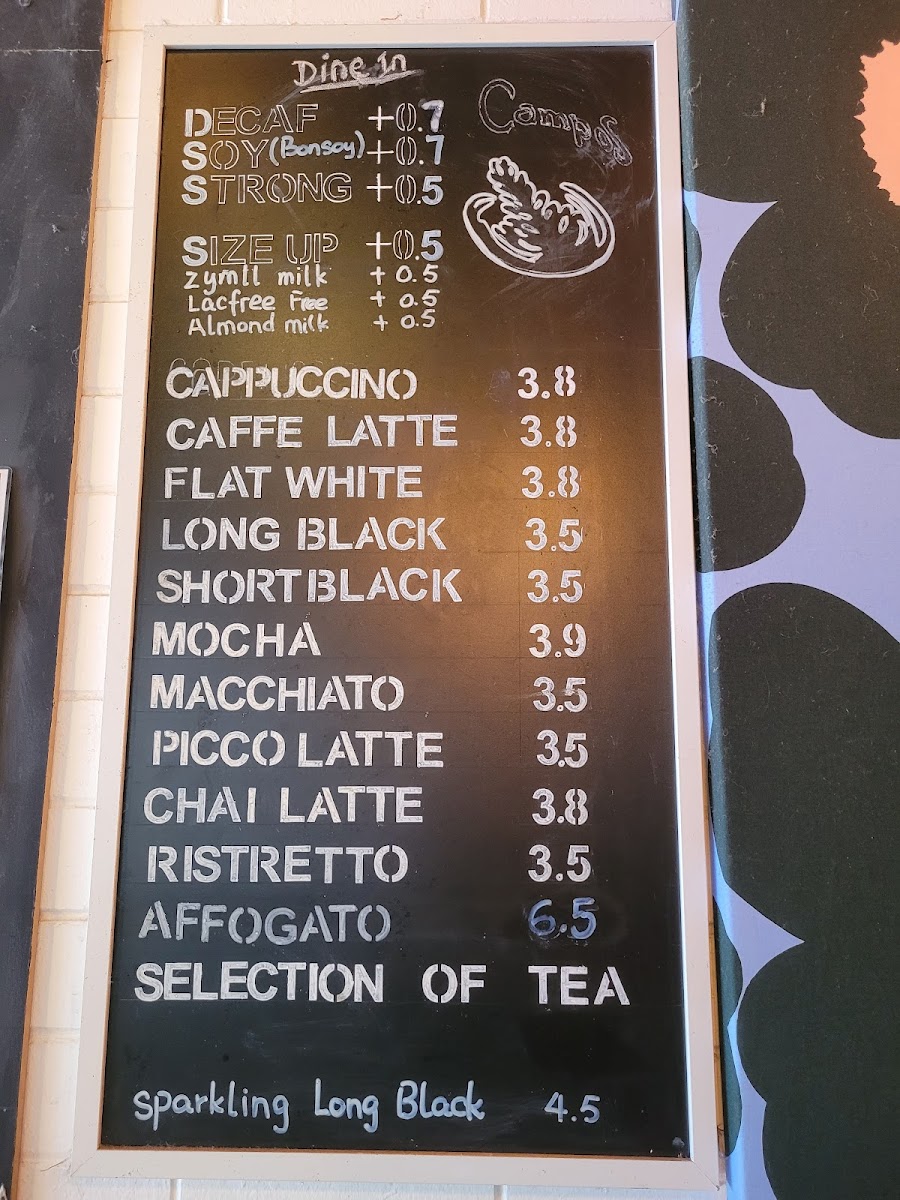 Dine In
Campos
DECAF +0.7
SOY (Bonsoy) +0.7
STRONG +0.5
SIZE UP +0.5
Zymll milk + 0.5
Lacfree Free + 0.5
Almond milk + 0.5
CAPPUCCINO 3.8
CAFFE LATTE 3.8
FLAT WHITE 3.8
LONG BLACK 3.5
SHORT BLACK 3.5
MOCHA 3.9
MACCHIATO 3.5
PICCO LATTE 3.5
CHAI LATTE 3.8
RISTRETTO 3.5
AFFOGATO 6.5
SELECTION OF TEA
Sparkling Long Black 4.5